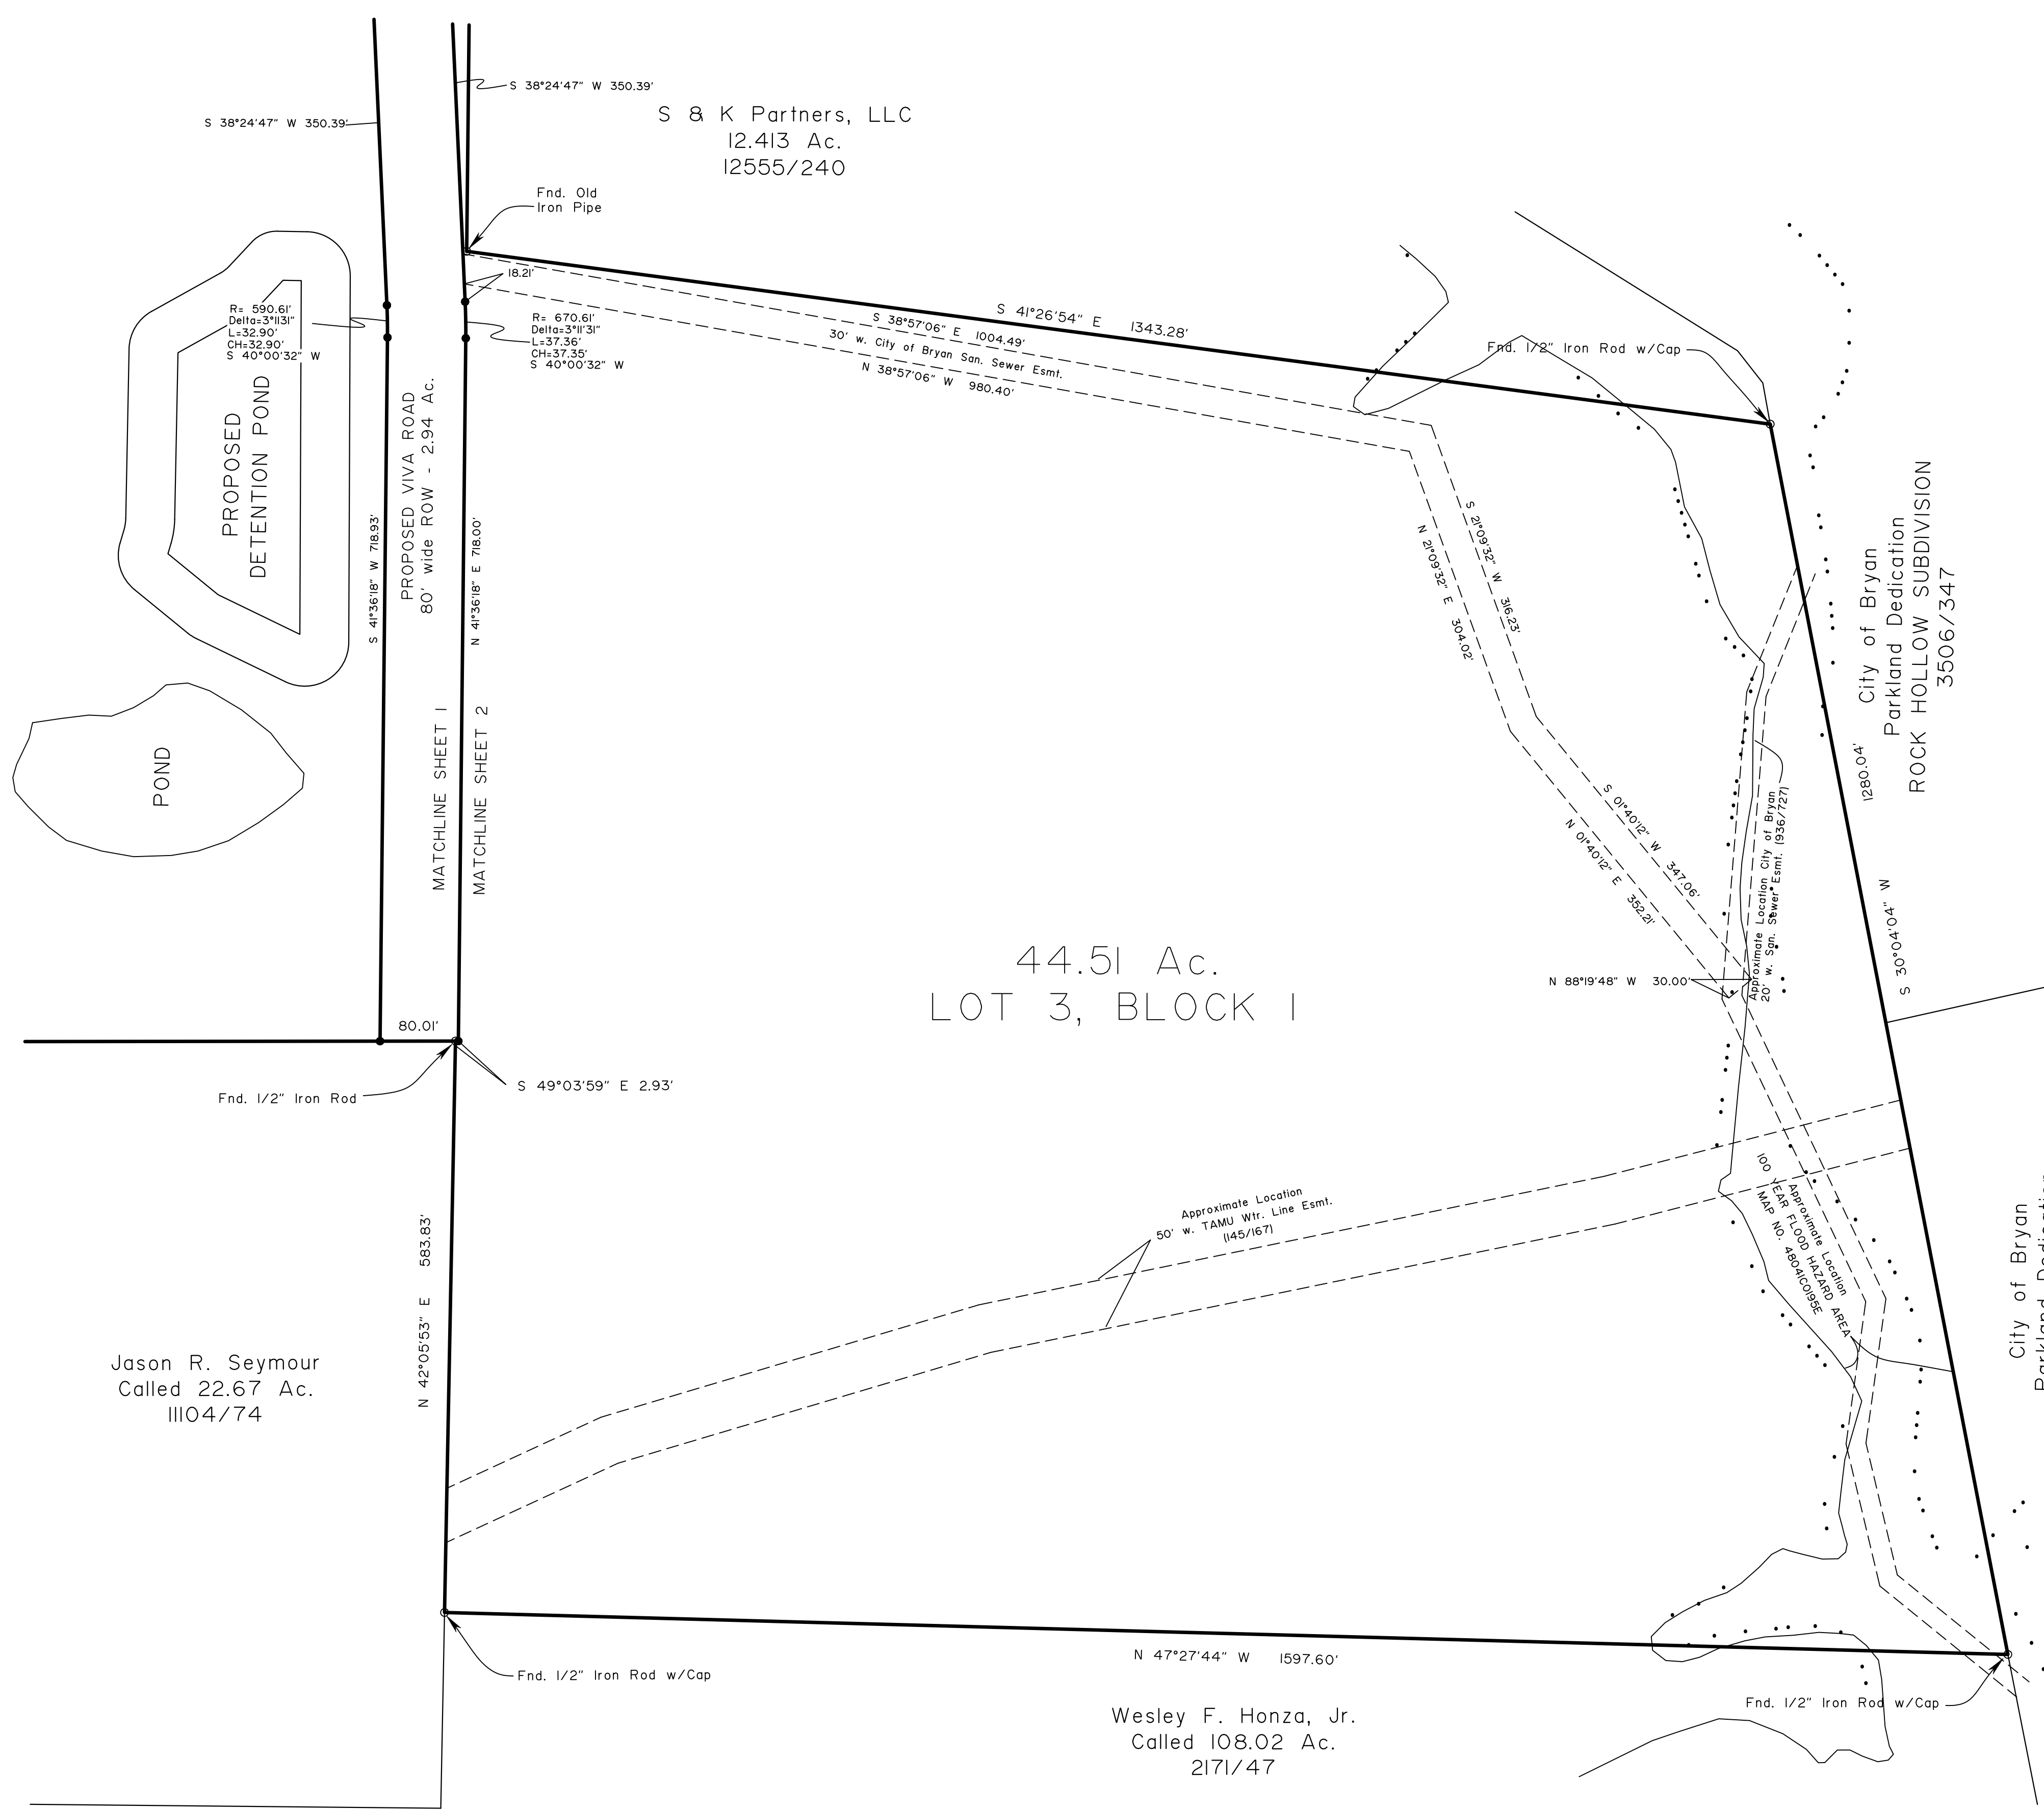 S 38°24'47" W 350.39'
S 38°24'47" W 350.39'
S & K Partners, LLC
12.413 Ac.
12555/240
Fnd. Old
Iron Pipe
18.21'
R= 590.61'
Delta=3°11'31"
L=32.90'
CH=32.90'
S 40°00'32" W
R= 670.61'
Delta=3°11'31"
L=37.36'
CH=37.35'
S 40°00'32" W
S 41°26'54" E 1343.28'
S 38°57'06" E 1004.49'
30' w. City of Bryan San. Sewer Esmt.
N 38°57'06" W 980.40'
Fnd. 1/2" Iron Rod w/Cap
PROPOSED
DETENTION POND
PROPOSED VIVA ROAD
80' wide ROW - 2.94 Ac.
S 41°36'18" W 718.93'
N 41°36'18" E 718.00'
S 21°09'32" W 316.23'
N 21°09'32" E 304.02'
City of Bryan
Parkland Dedication
ROCK HOLLOW SUBDIVISION
3506/347
POND
MATCHLINE SHEET 1
MATCHLINE SHEET 2
S 01°40'12" W 347.06'
N 01°40'12" E 352.21'
Approximate Location City of Bryan
20' w. San. Sewer Esmt. (936/727)
S 30°04'04" W 1280.04'
44.51 Ac.
LOT 3, BLOCK 1
N 88°19'48" W 30.00'
80.01'
S 49°03'59" E 2.93'
Fnd. 1/2" Iron Rod
Approximate Location
50' w. TAMU Wtr. Line Esmt.
(145/167)
Approximate Location
100 YEAR FLOOD HAZARD AREA
MAP NO. 48041C0195E
City of Bryan
Parkland Dedication
N 42°05'53" E 583.83'
Jason R. Seymour
Called 22.67 Ac.
11104/74
N 47°27'44" W 1597.60'
Fnd. 1/2" Iron Rod w/Cap
Fnd. 1/2" Iron Rod w/Cap
Wesley F. Honza, Jr.
Called 108.02 Ac.
2171/47